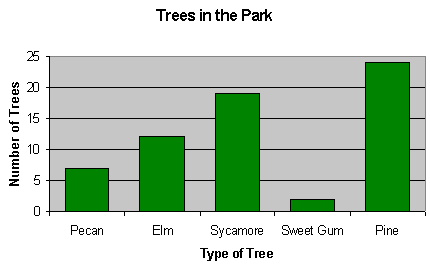 Trees in the Park
Number of Trees
25
20
15
10
5
0
Pecan Elm Sycamore Sweet Gum Pine
Type of Tree